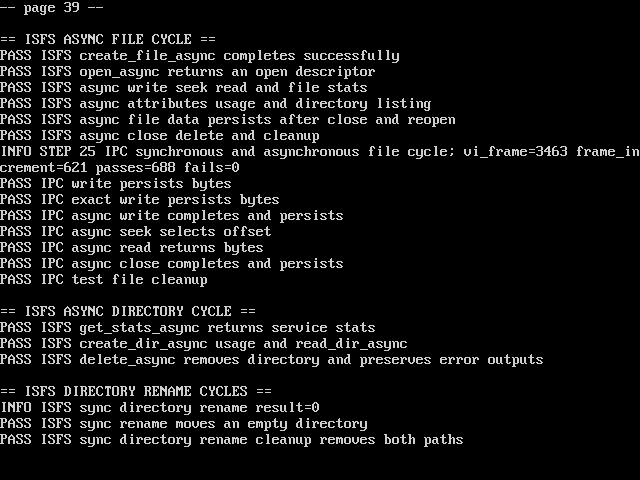 -- page 39 --
== ISFS ASYNC FILE CYCLE ==
PASS ISFS create_file_async completes successfully
PASS ISFS open_async returns an open descriptor
PASS ISFS async write seek read and file stats
PASS ISFS async attributes usage and directory listing
PASS ISFS async file data persists after close and reopen
PASS ISFS async close delete and cleanup
INFO STEP 25 IPC synchronous and asynchronous file cycle; vi_frame=3463 frame_in
crement=621 passes=688 fails=0
PASS IPC write persists bytes
PASS IPC exact write persists bytes
PASS IPC async write completes and persists
PASS IPC async seek selects offset
PASS IPC async read returns bytes
PASS IPC async close completes and persists
PASS IPC test file cleanup
== ISFS ASYNC DIRECTORY CYCLE ==
PASS ISFS get_stats_async returns service stats
PASS ISFS create_dir_async usage and read_dir_async
PASS ISFS delete_async removes directory and preserves error outputs
== ISFS DIRECTORY RENAME CYCLES ==
INFO ISFS sync directory rename result=0
PASS ISFS sync rename moves an empty directory
PASS ISFS sync directory rename cleanup removes both paths